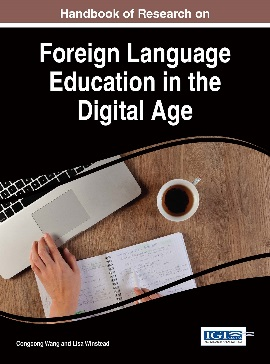 Handbook of Research on
Foreign Language
Education in the
Digital Age
Congcong Wang and Lisa Winstead
IGI